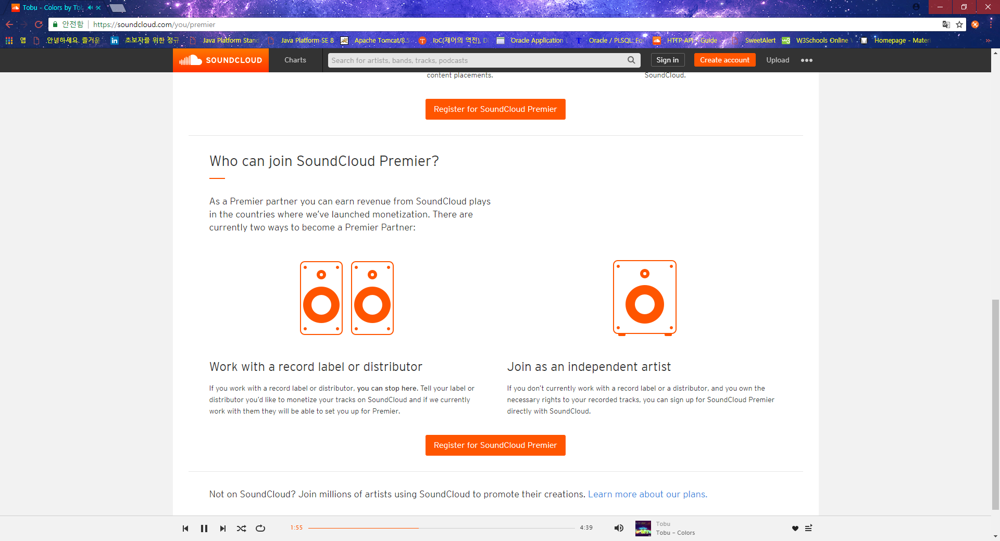 Tobu - Colors by To
안전함 https://soundcloud.com/you/premier
앱 안녕하세요. 즐거운 초보자를 위한 정규 Java Platform Stand Java Platform SE 8 Apache Tomcat/8.5 IoC(제어의 역전), D Oracle Application Oracle / PLSQL: HTTP API - Guide SweetAlert W3Schools Online Homepage - Materi
SOUNDCLOUD Charts Search for artists, bands, tracks, podcasts Sign in Create account Upload
content placements. SoundCloud.
Register for SoundCloud Premier
Who can join SoundCloud Premier?
As a Premier partner you can earn revenue from SoundCloud plays
in the countries where we’ve launched monetization. There are
currently two ways to become a Premier Partner:
Work with a record label or distributor
If you work with a record label or distributor, you can stop here. Tell your label or
distributor you’d like to monetize your tracks on SoundCloud and if we currently
work with them they will be able to set you up for Premier.
Join as an independent artist
If you don’t currently work with a record label or a distributor, and you own the
necessary rights to your recorded tracks, you can sign up for SoundCloud Premier
directly with SoundCloud.
Register for SoundCloud Premier
Not on SoundCloud? Join millions of artists using SoundCloud to promote their creations. Learn more about our plans.
1:55 4:39
Tobu
Tobu – Colors